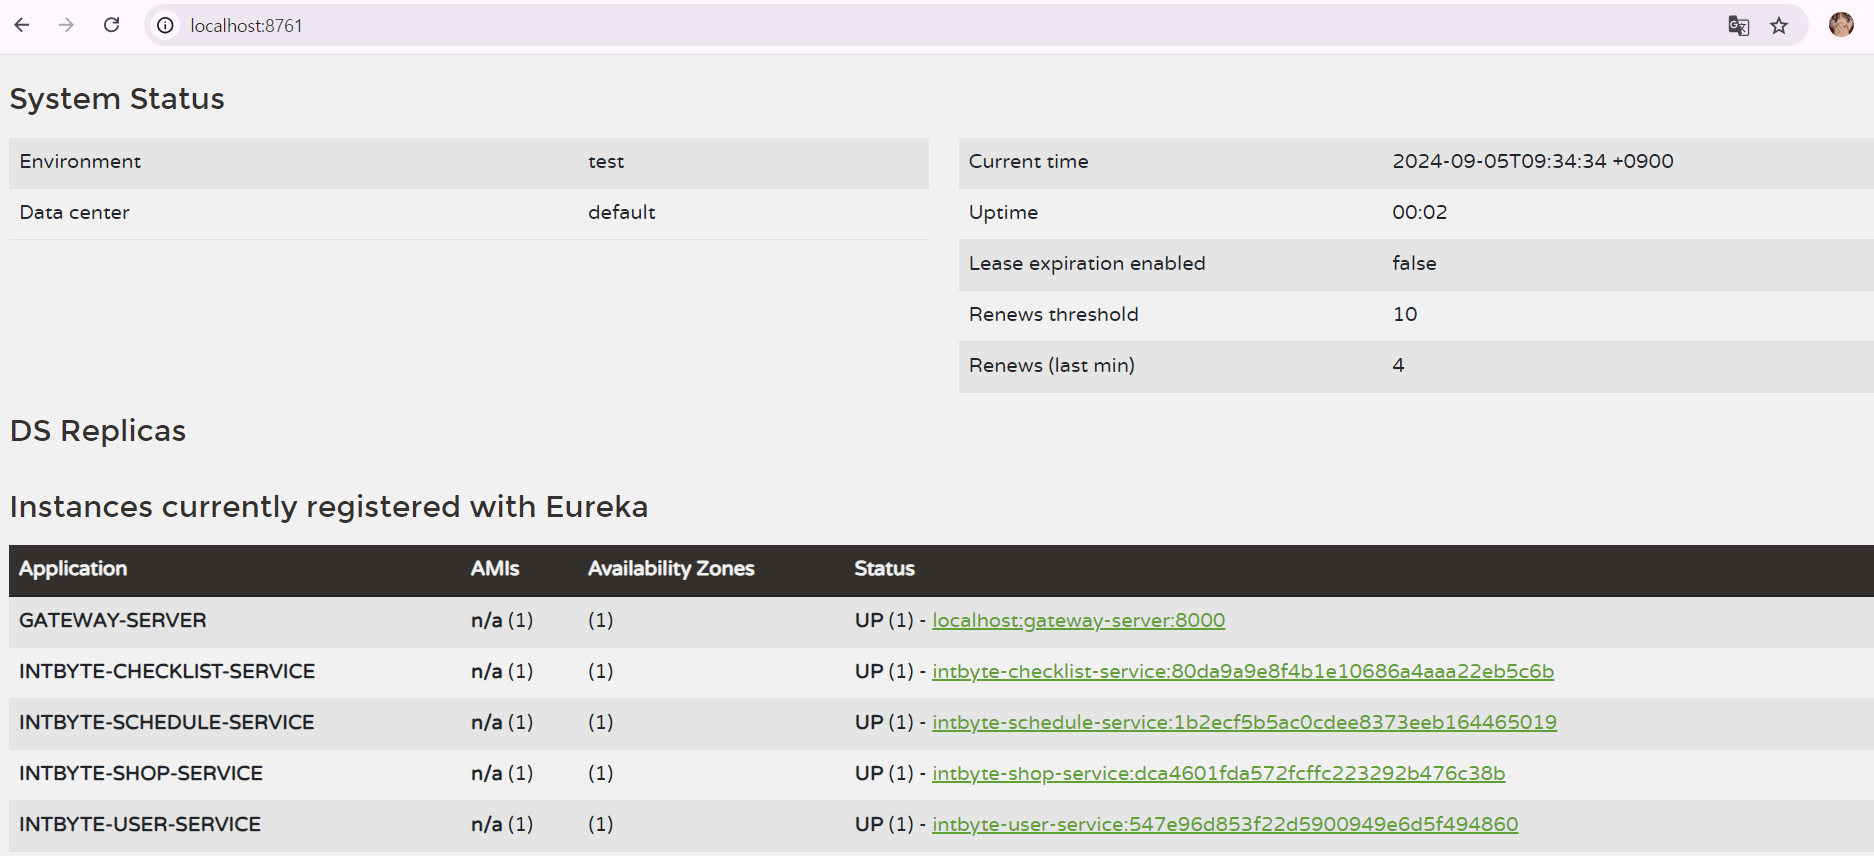 localhost:8761
System Status
Environment test
Data center default
Current time 2024-09-05T09:34:34 +0900
Uptime 00:02
Lease expiration enabled false
Renews threshold 10
Renews (last min) 4
DS Replicas
Instances currently registered with Eureka
Application AMIs Availability Zones Status
GATEWAY-SERVER n/a (1) (1) UP (1) - localhost:gateway-server:8000
INTBYTE-CHECKLIST-SERVICE n/a (1) (1) UP (1) - intbyte-checklist-service:80da9a9e8f4b1e10686a4aaa22eb5c6b
INTBYTE-SCHEDULE-SERVICE n/a (1) (1) UP (1) - intbyte-schedule-service:1b2ecf5b5ac0cdee8373eeb164465019
INTBYTE-SHOP-SERVICE n/a (1) (1) UP (1) - intbyte-shop-service:dca4601fda572fcffc223292b476c38b
INTBYTE-USER-SERVICE n/a (1) (1) UP (1) - intbyte-user-service:547e96d853f22d5900949e6d5f494860